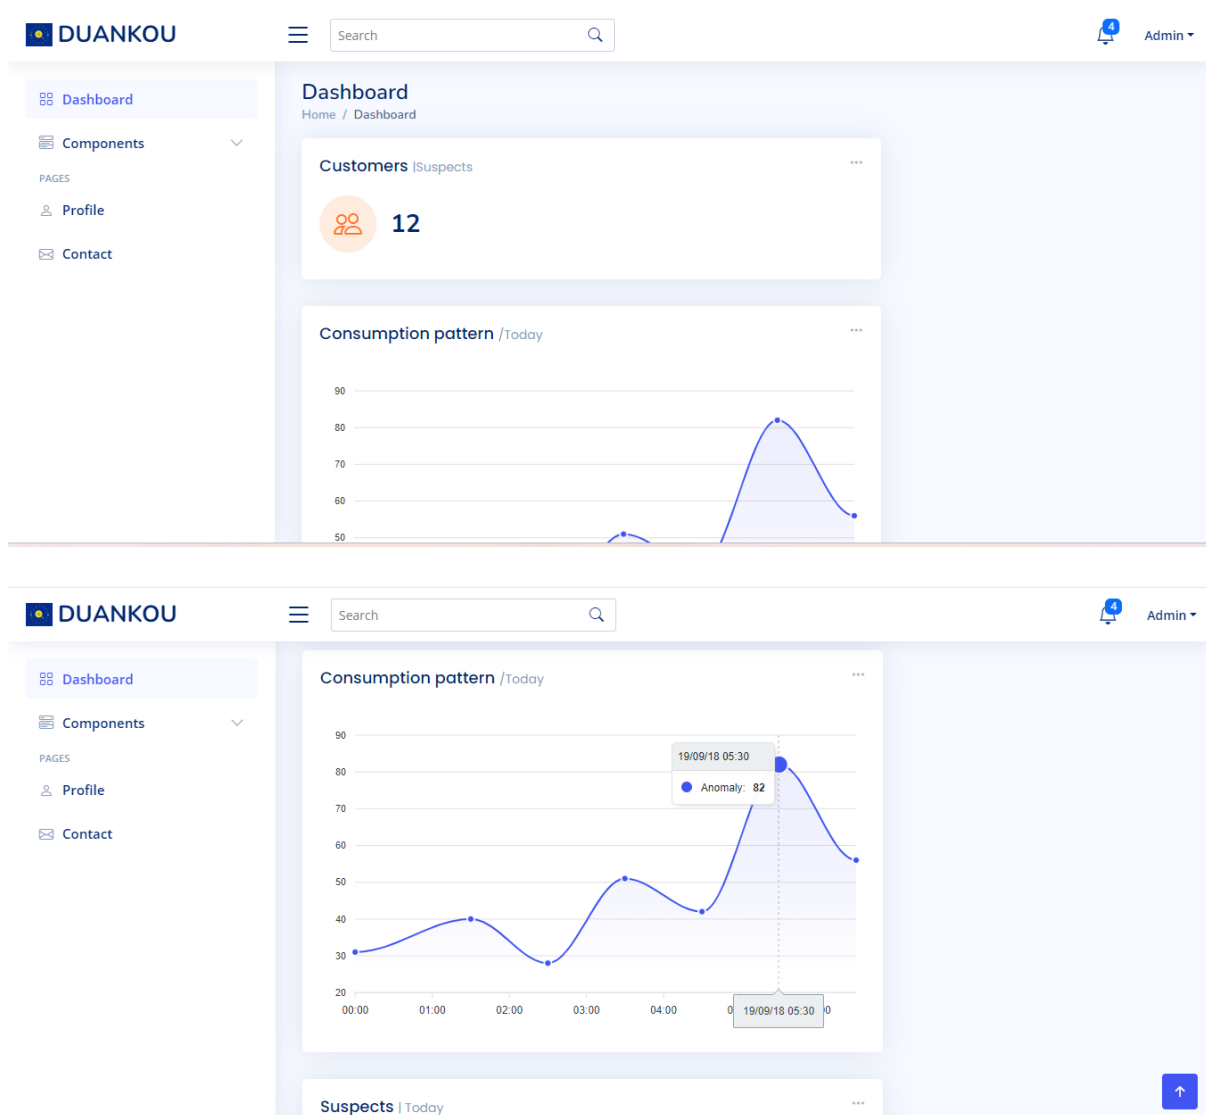 DUANKOU
Search
4
Admin
Dashboard
Dashboard
Home / Dashboard
Components
Customers |Suspects
PAGES
Profile
12
Contact
Consumption pattern /Today
90
80
70
60
50
DUANKOU
Search
4
Admin
Dashboard
Consumption pattern /Today
Components
PAGES
Profile
Contact
90
19/09/18 05:30
80
Anomaly: 82
70
60
50
40
30
20
00:00 01:00 02:00 03:00 04:00
19/09/18 05:30
Suspects | Today